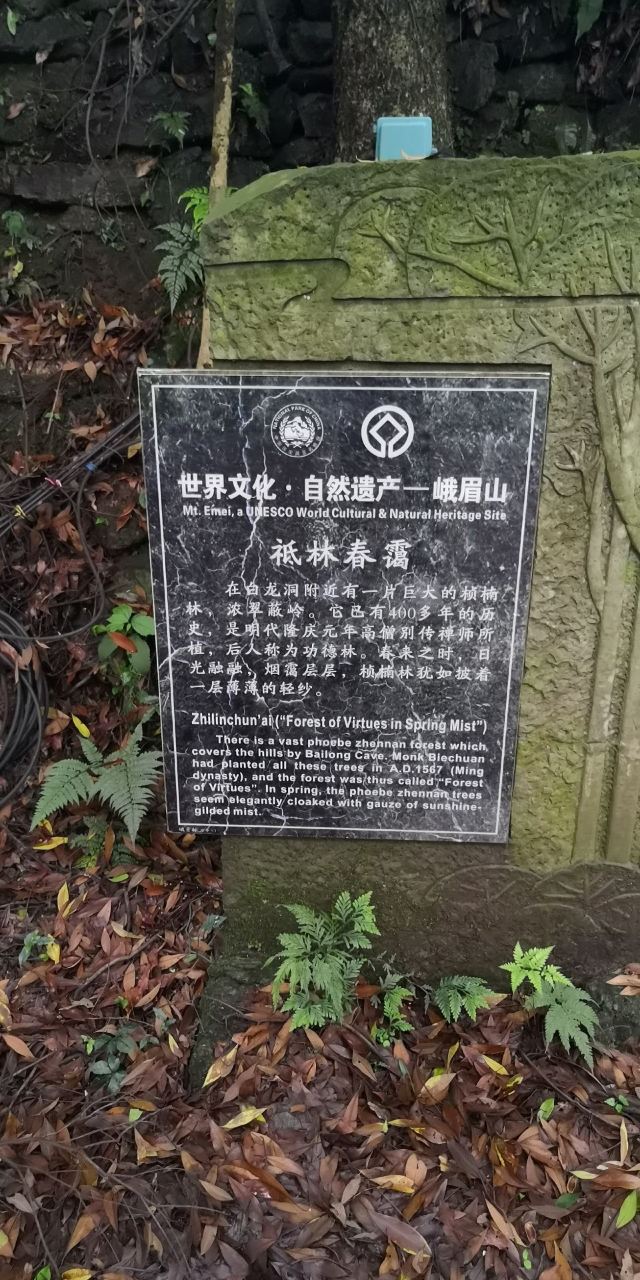 NATIONAL PARK OF CHINA
世界文化·自然遗产—峨眉山
Mt. Emei, a UNESCO World Cultural & Natural Heritage Site
祗林春霭
在白龙洞附近有一片巨大的桢楠
林，浓翠蔽岭。它已有400多年的历
史，是明代隆庆元年高僧别传禅师所
植，后人称为功德林。春来之时，日
光融融，烟霭层层，桢楠林犹如披着
一层薄薄的轻纱。
Zhilinchun'ai (“Forest of Virtues in Spring Mist”)
There is a vast phoebe zhennan forest which
covers the hills by Bailong Cave. Monk Biechuan
had planted all these trees in A.D.1567 (Ming
dynasty), and the forest was thus called “Forest
of Virtues”. In spring, the phoebe zhennan trees
seem elegantly cloaked with gauze of sunshine-
gilded mist.